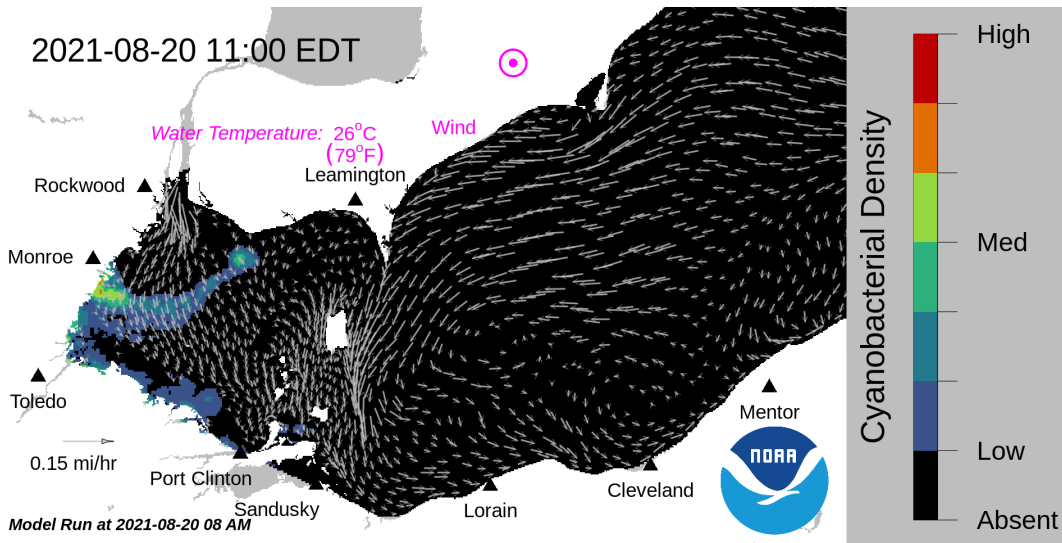 2021-08-20 11:00 EDT
High
Wind
Water Temperature: 26°C
(79°F)
Leamington
Rockwood
Monroe
Med
Cyanobacterial Density
Toledo
Mentor
0.15 mi/hr
NOAA
Low
Port Clinton
Cleveland
Sandusky
Lorain
Model Run at 2021-08-20 08 AM
Absent